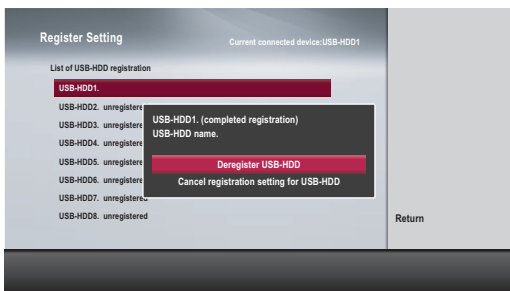 Register Setting
Current connected device:USB-HDD1
List of USB-HDD registration
USB-HDD1.
USB-HDD2. unregistere
USB-HDD3. unregistere
USB-HDD4. unregistere
USB-HDD5. unregistere
USB-HDD6. unregistere
USB-HDD7. unregistered
USB-HDD8. unregistered
USB-HDD1. (completed registration)
USB-HDD name.
Deregister USB-HDD
Cancel registration setting for USB-HDD
Return